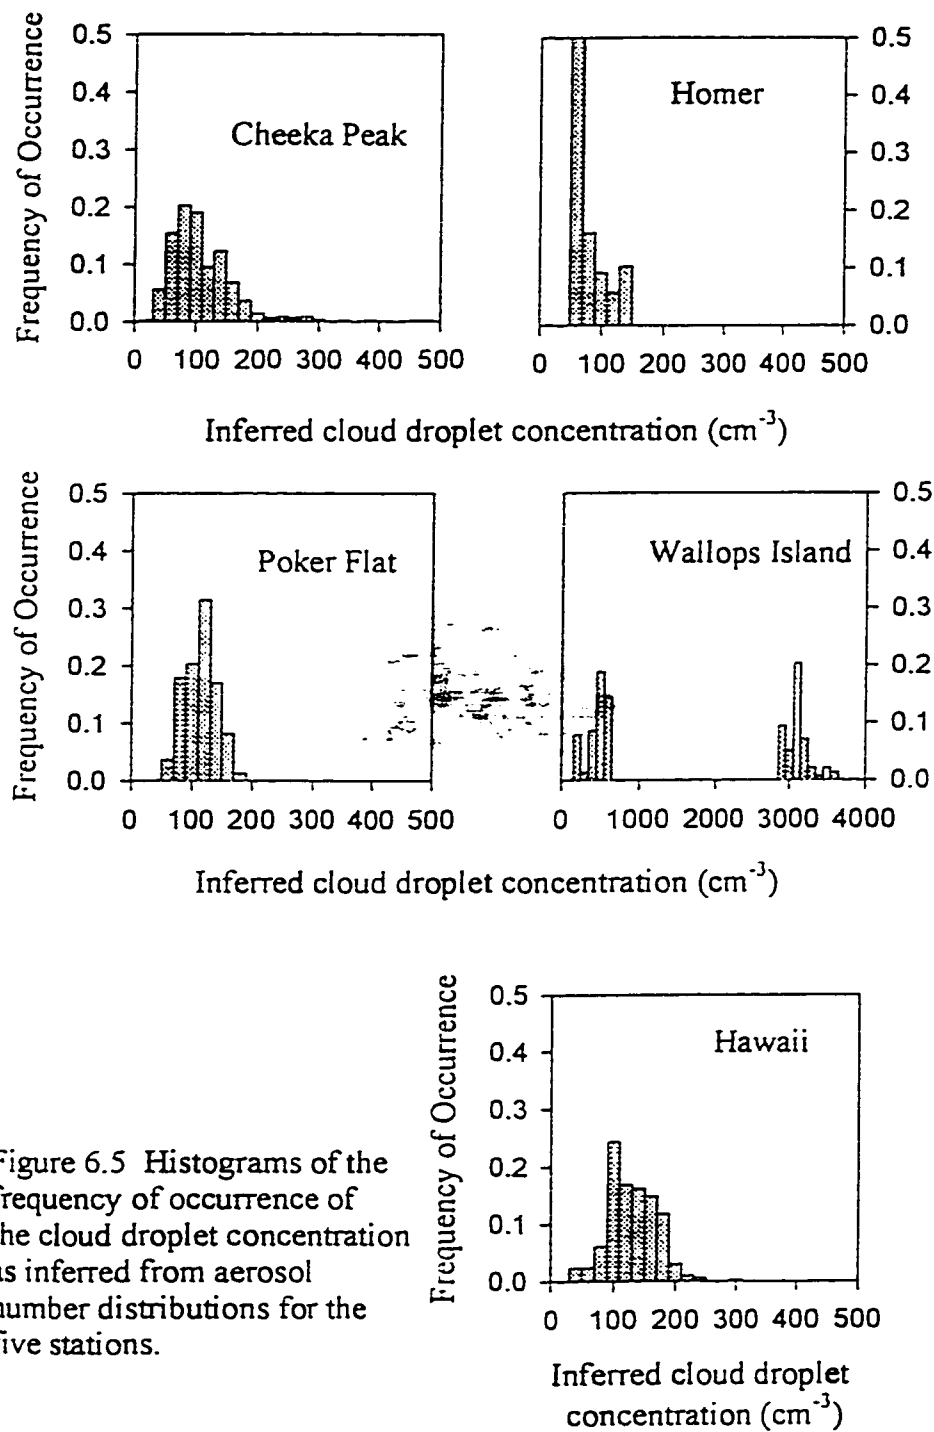 Frequency of Occurrence
0.5
0.4
0.3
0.2
0.1
0.0
Cheeka Peak
0 100 200 300 400 500
Homer
0.5
0.4
0.3
0.2
0.1
0.0
0 100 200 300 400 500
Inferred cloud droplet concentration (cm⁻³)
Frequency of Occurrence
0.5
0.4
0.3
0.2
0.1
0.0
Poker Flat
0 100 200 300 400 500
Wallops Island
0.5
0.4
0.3
0.2
0.1
0.0
0 1000 2000 3000 4000
Inferred cloud droplet concentration (cm⁻³)
Frequency of Occurrence
0.5
0.4
0.3
0.2
0.1
0.0
Hawaii
0 100 200 300 400 500
Inferred cloud droplet
concentration (cm⁻³)
Figure 6.5 Histograms of the
frequency of occurrence of
the cloud droplet concentration
as inferred from aerosol
number distributions for the
five stations.